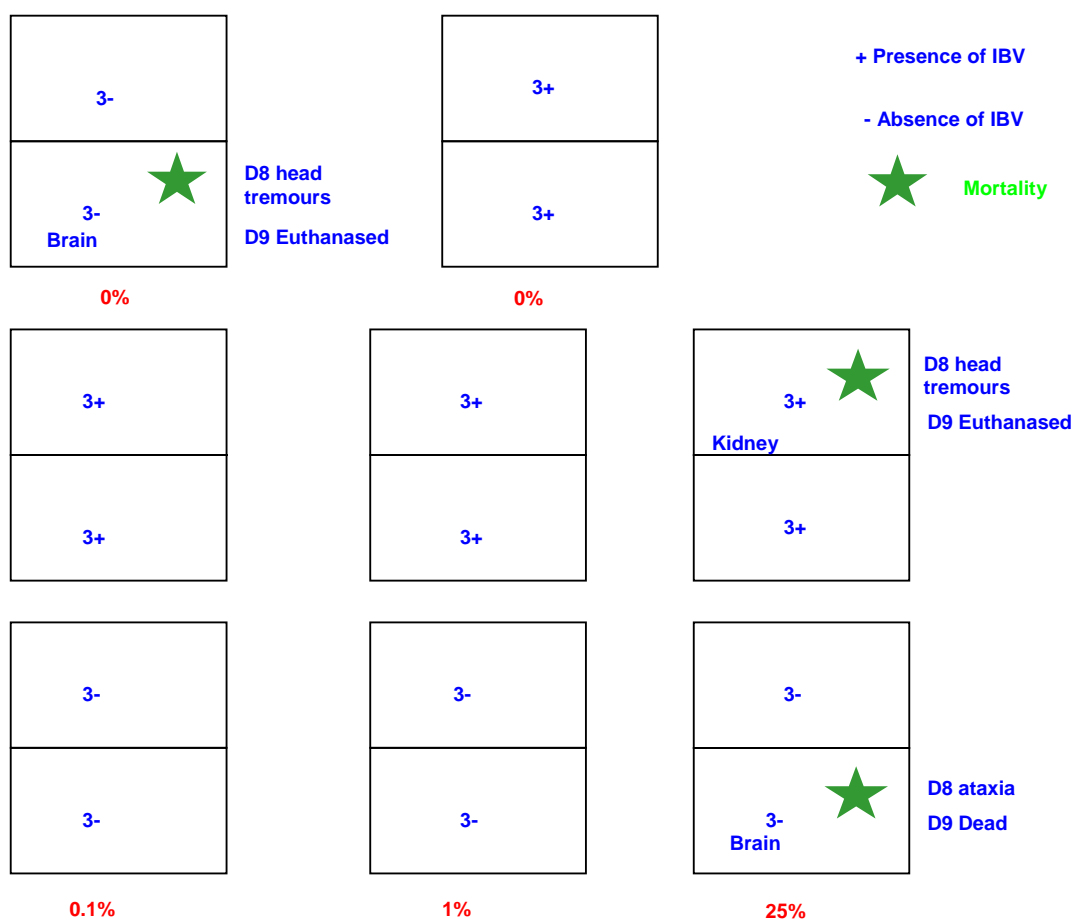 3-
3+
+ Presence of IBV
- Absence of IBV
Mortality
3-
Brain
D8 head
tremours
D9 Euthanased
3+
0%
0%
3+
3+
3+
Kidney
D8 head
tremours
D9 Euthanased
3+
3+
3+
3-
3-
3-
3-
3-
3-
Brain
D8 ataxia
D9 Dead
0.1%
1%
25%